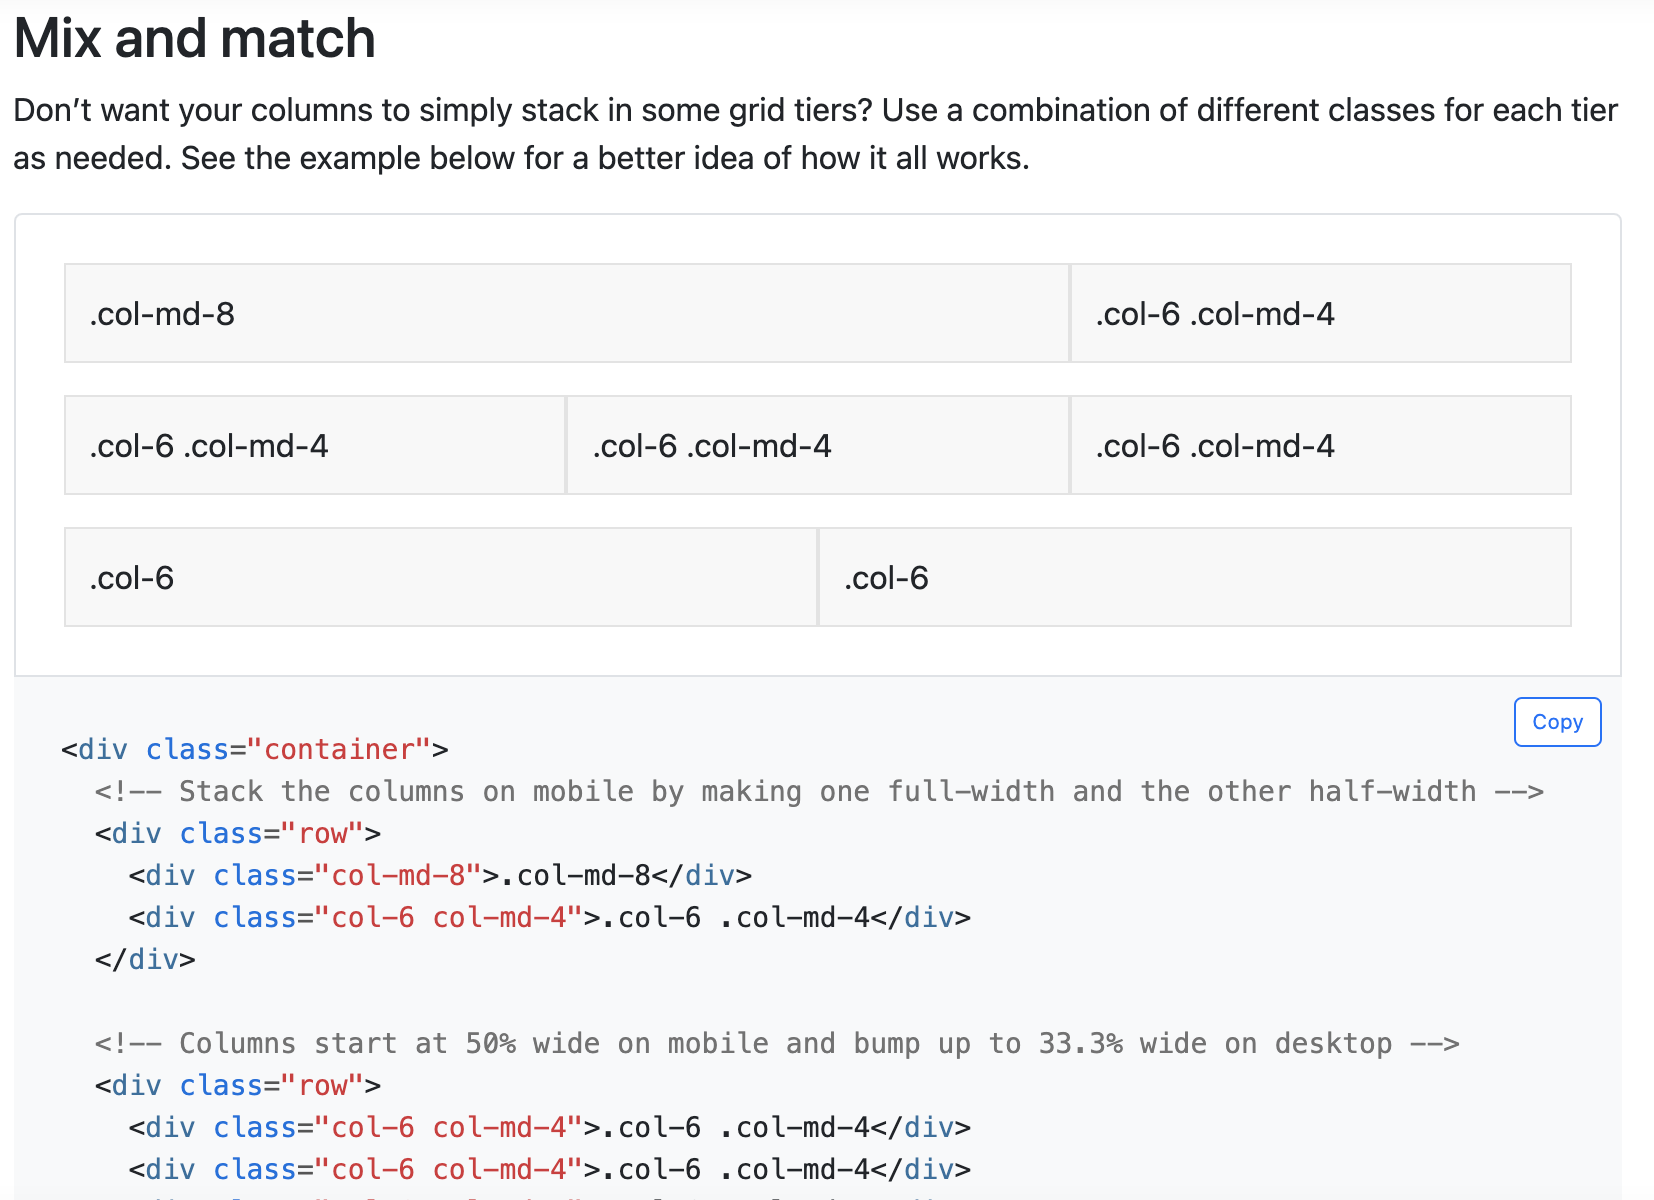 Mix and match
Don’t want your columns to simply stack in some grid tiers? Use a combination of different classes for each tier
as needed. See the example below for a better idea of how it all works.
.col-md-8
.col-6 .col-md-4
.col-6 .col-md-4
.col-6 .col-md-4
.col-6 .col-md-4
.col-6
.col-6
Copy
<div class="container">
  <!-- Stack the columns on mobile by making one full-width and the other half-width -->
  <div class="row">
    <div class="col-md-8">.col-md-8</div>
    <div class="col-6 col-md-4">.col-6 .col-md-4</div>
  </div>
  <!-- Columns start at 50% wide on mobile and bump up to 33.3% wide on desktop -->
  <div class="row">
    <div class="col-6 col-md-4">.col-6 .col-md-4</div>
    <div class="col-6 col-md-4">.col-6 .col-md-4</div>